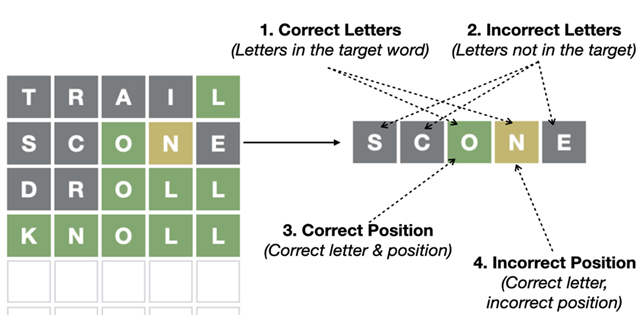 1. Correct Letters
(Letters in the target word)
2. Incorrect Letters
(Letters not in the target)
T R A I L
S C O N E
D R O L L
K N O L L
S C O N E
3. Correct Position
(Correct letter & position)
4. Incorrect Position
(Correct letter,
incorrect position)